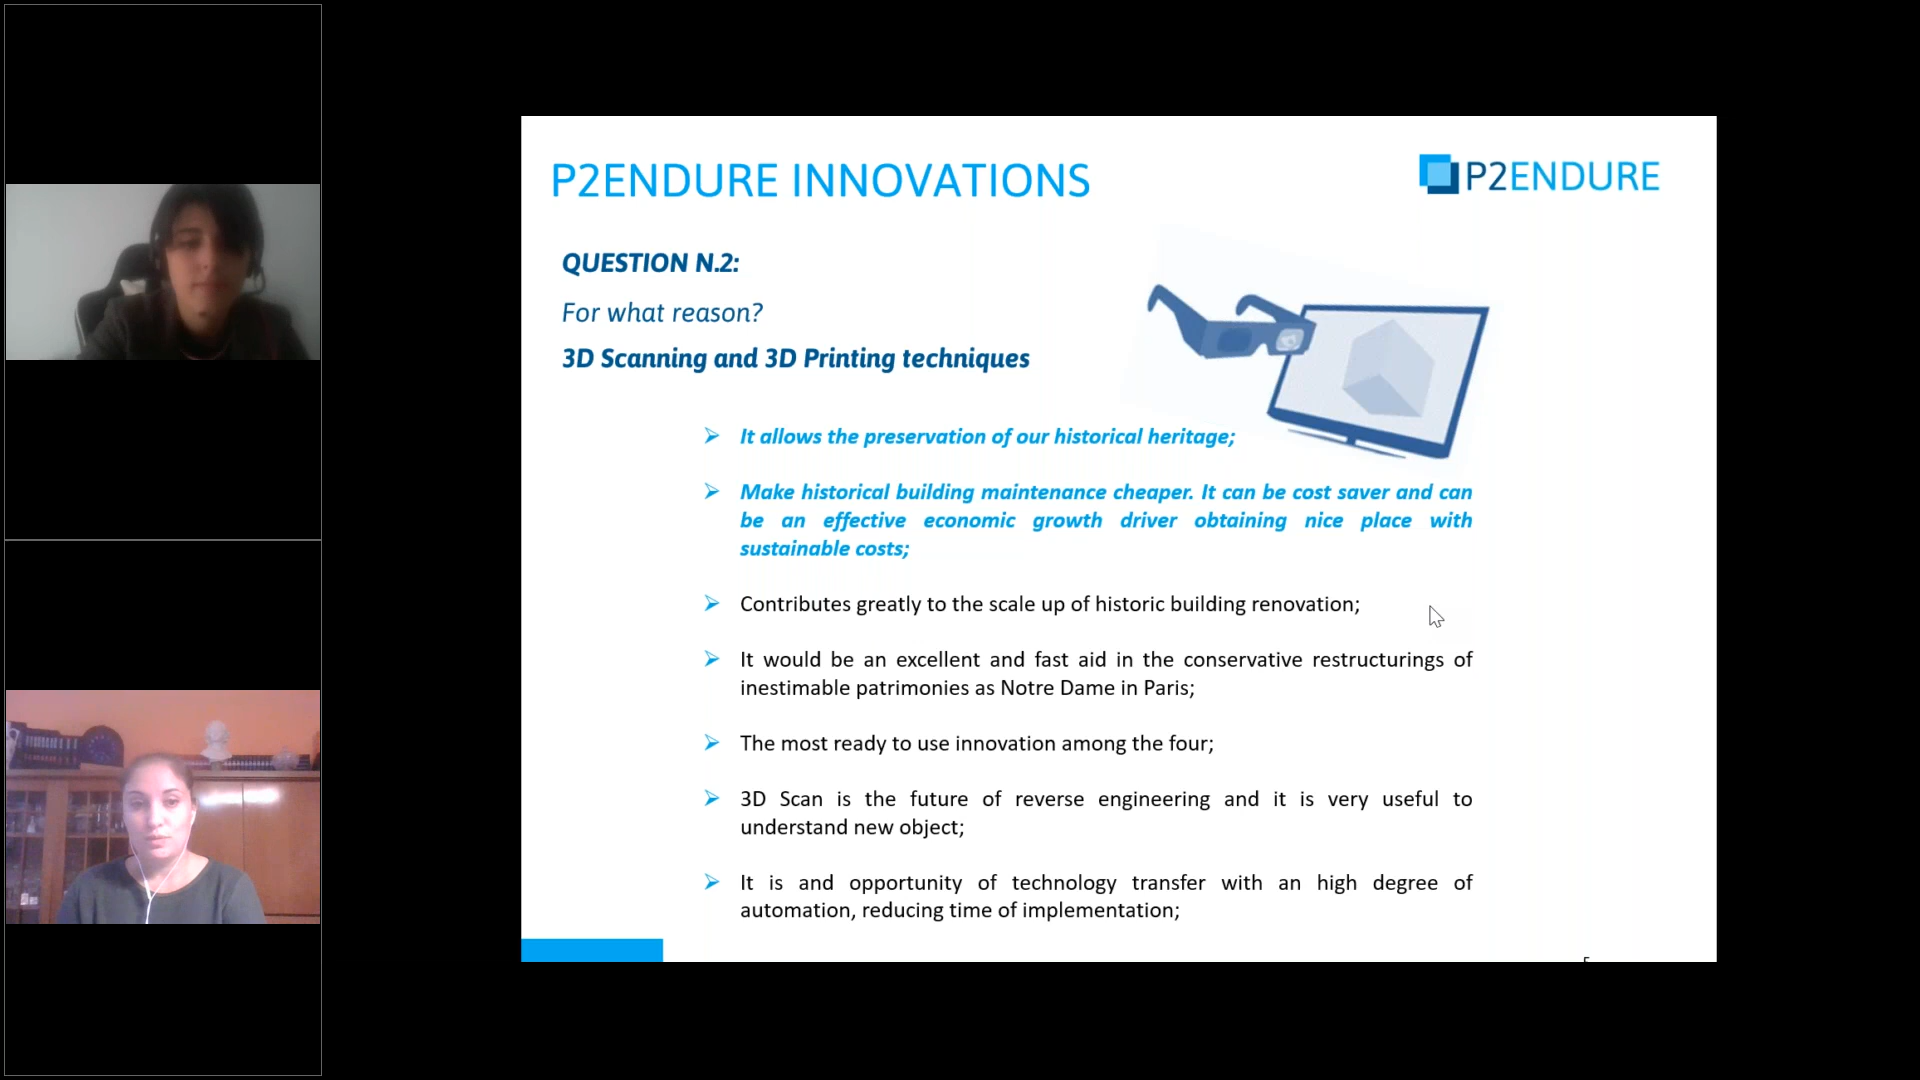 P2ENDURE INNOVATIONS
P2ENDURE
QUESTION N.2:
For what reason?
3D Scanning and 3D Printing techniques
It allows the preservation of our historical heritage;
Make historical building maintenance cheaper. It can be cost saver and can
be an effective economic growth driver obtaining nice place with
sustainable costs;
Contributes greatly to the scale up of historic building renovation;
It would be an excellent and fast aid in the conservative restructurings of
inestimable patrimonies as Notre Dame in Paris;
The most ready to use innovation among the four;
3D Scan is the future of reverse engineering and it is very useful to
understand new object;
It is and opportunity of technology transfer with an high degree of
automation, reducing time of implementation;